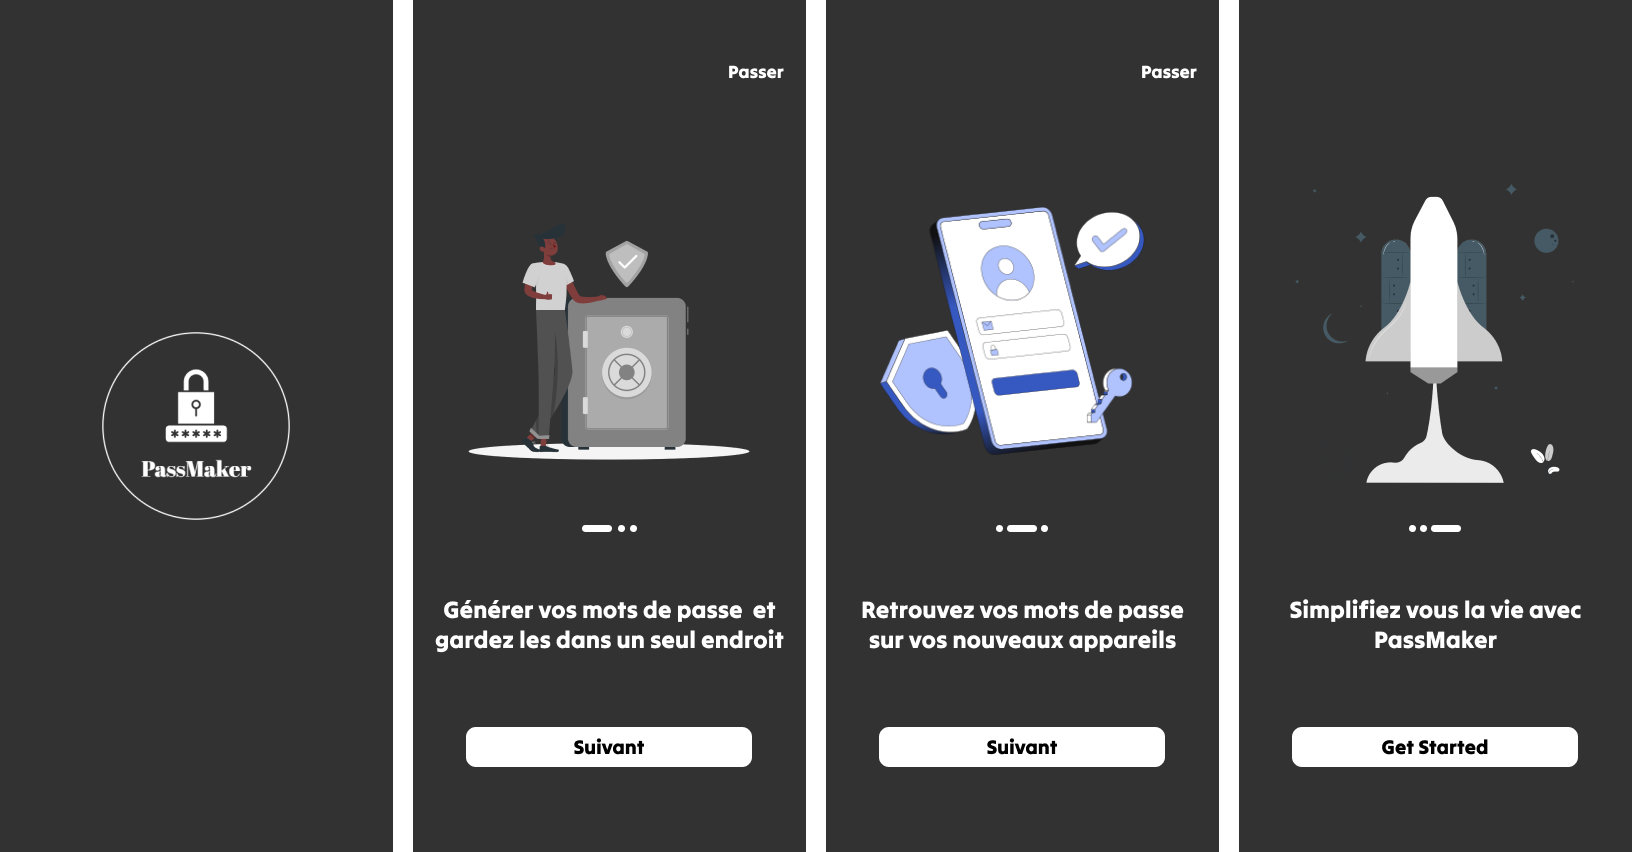 *****
PassMaker
Passer
Générer vos mots de passe  et
gardez les dans un seul endroit
Suivant
Passer
Retrouvez vos mots de passe
sur vos nouveaux appareils
Suivant
Simplifiez vous la vie avec
PassMaker
Get Started